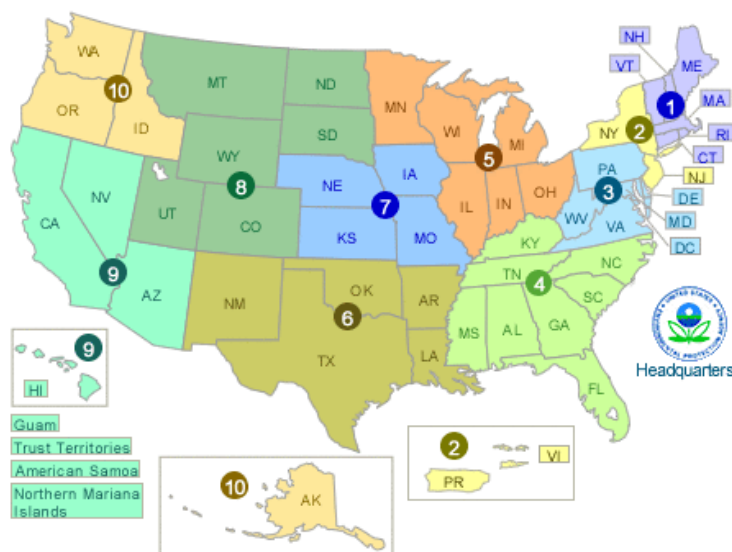 NH
WA
MT
ND
VT
ME
10
MN
1
MA
OR
ID
SD
WI
MI
NY
2
RI
WY
5
CT
PA
NJ
8
NE
IA
3
DE
NV
IL
IN
OH
WV
UT
CO
7
VA
MD
CA
KS
MO
KY
DC
9
TN
NC
AZ
4
NM
OK
AR
SC
6
MS
AL
GA
9
TX
LA
Headquarters
HI
FL
Guam
Trust Territories
2
VI
American Samoa
10
PR
Northern Mariana
Islands
AK